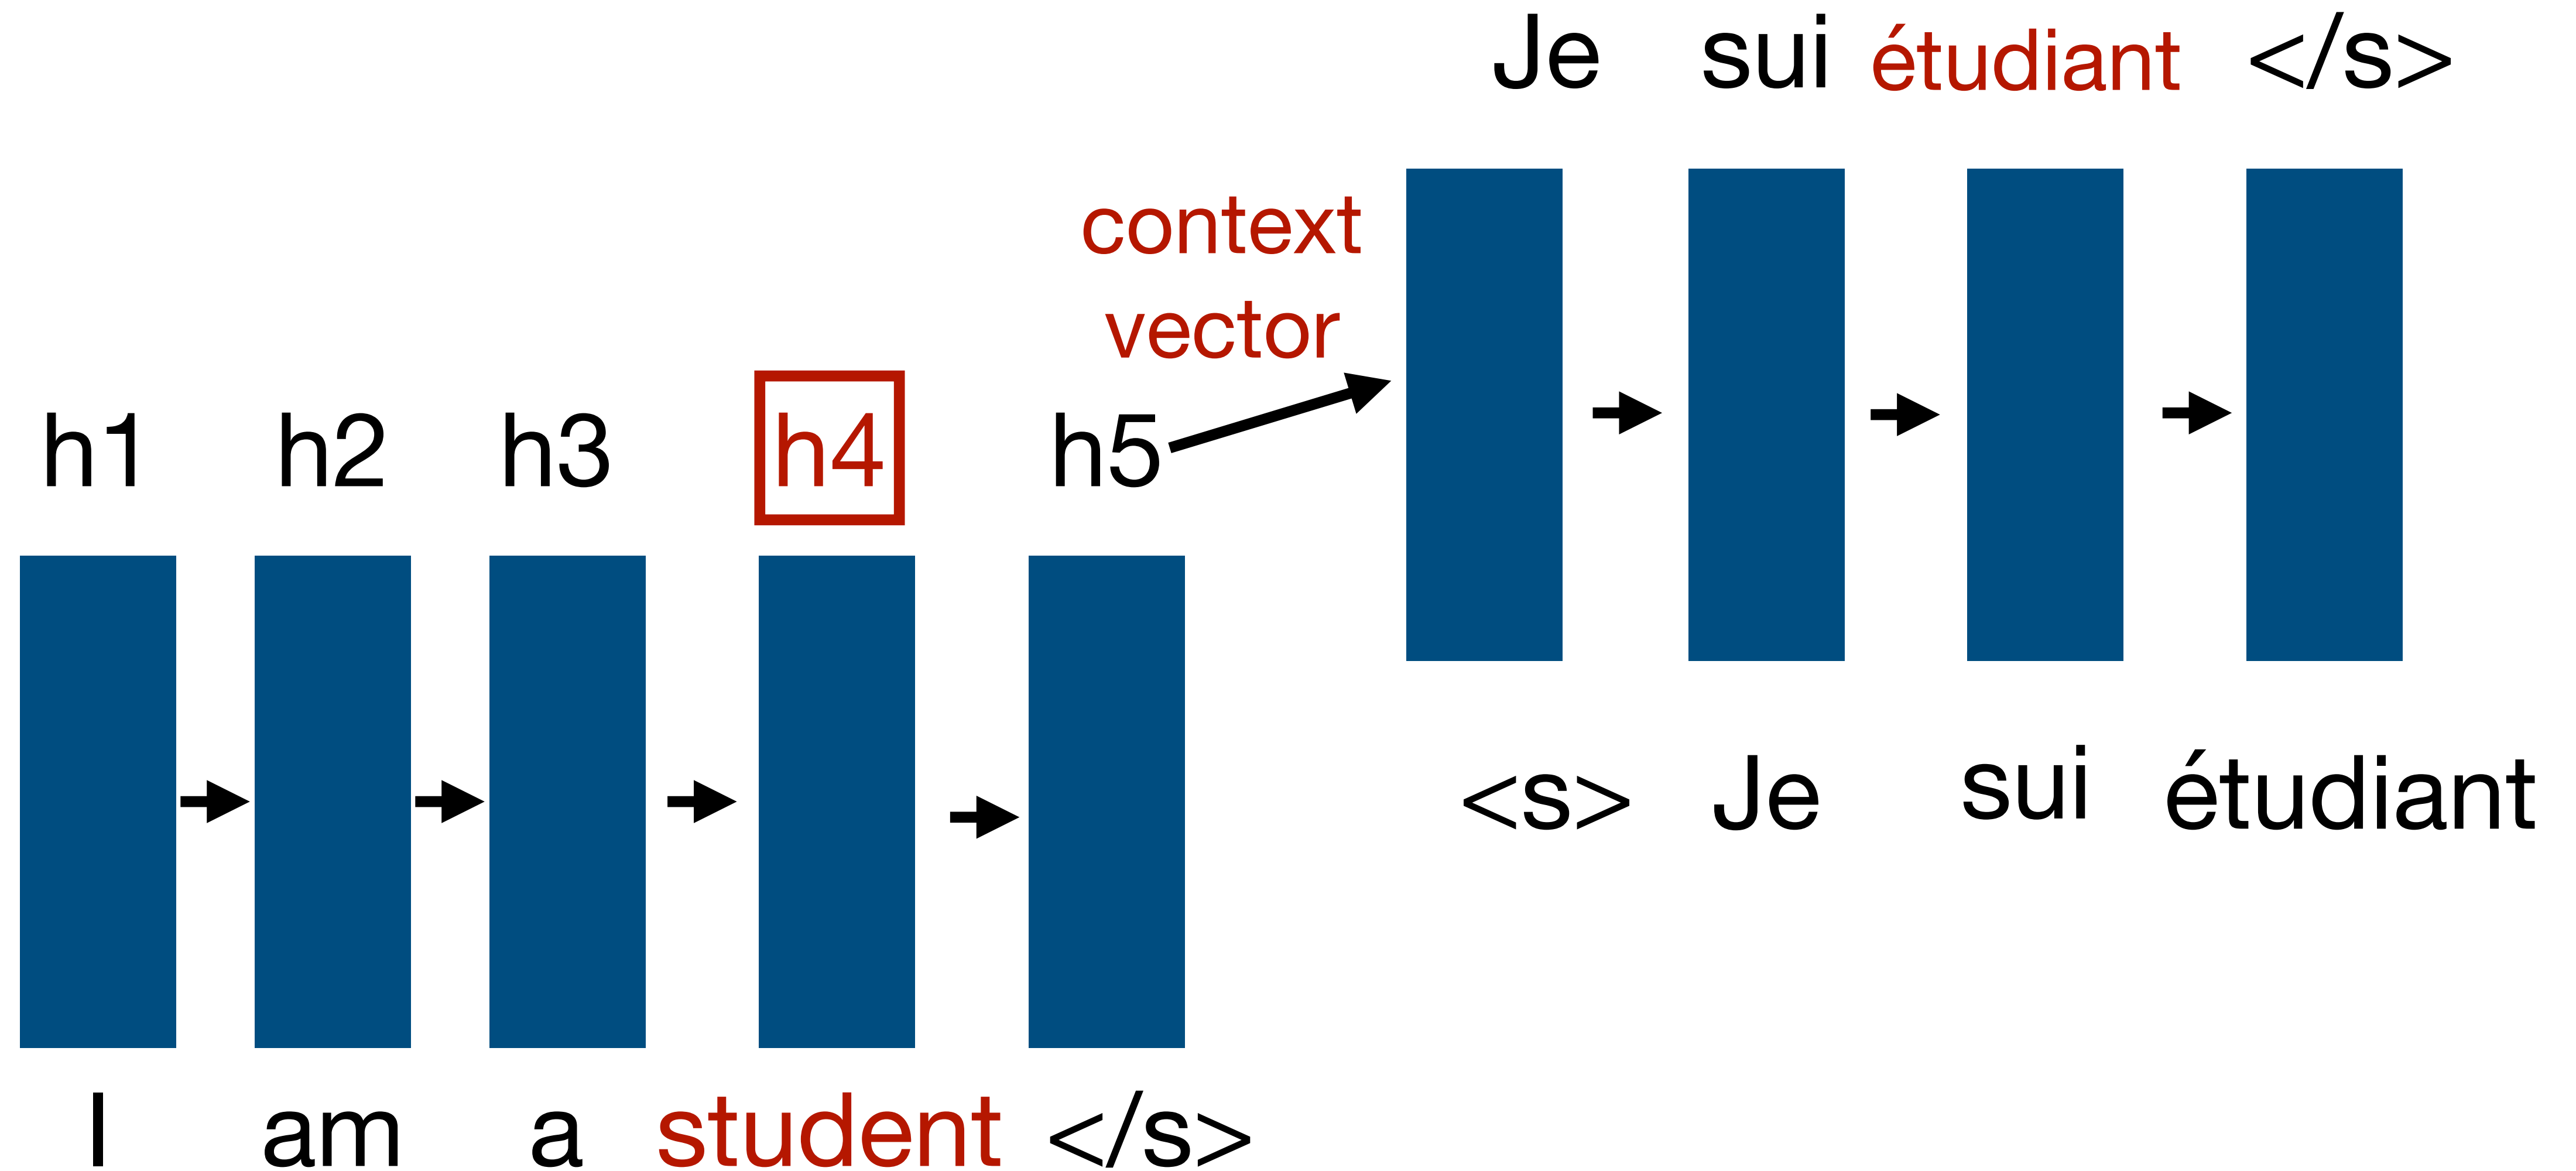 Je sui étudiant </s>
context
vector
h1 h2 h3 h4 h5
<s> Je sui étudiant
I am a student </s>